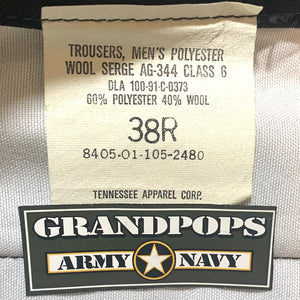 TROUSERS, MEN'S POLYESTER
WOOL SERGE AG-344 CLASS 6
DLA 100-91-C-0373
60% POLYESTER 40% WOOL
38R
8405-01-105-2480
TENNESSEE APPAREL CORP.
GRANDPOPS
ARMY NAVY